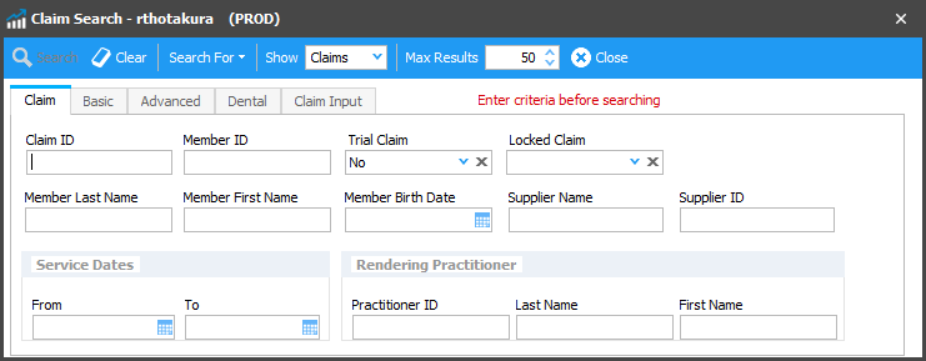 Claim Search - rthotakura (PROD)
Search Clear Search For Show Claims Max Results 50 Close
Claim Basic Advanced Dental Claim Input Enter criteria before searching
Claim ID Member ID Trial Claim Locked Claim
No
Member Last Name Member First Name Member Birth Date Supplier Name Supplier ID
Service Dates Rendering Practitioner
From To Practitioner ID Last Name First Name